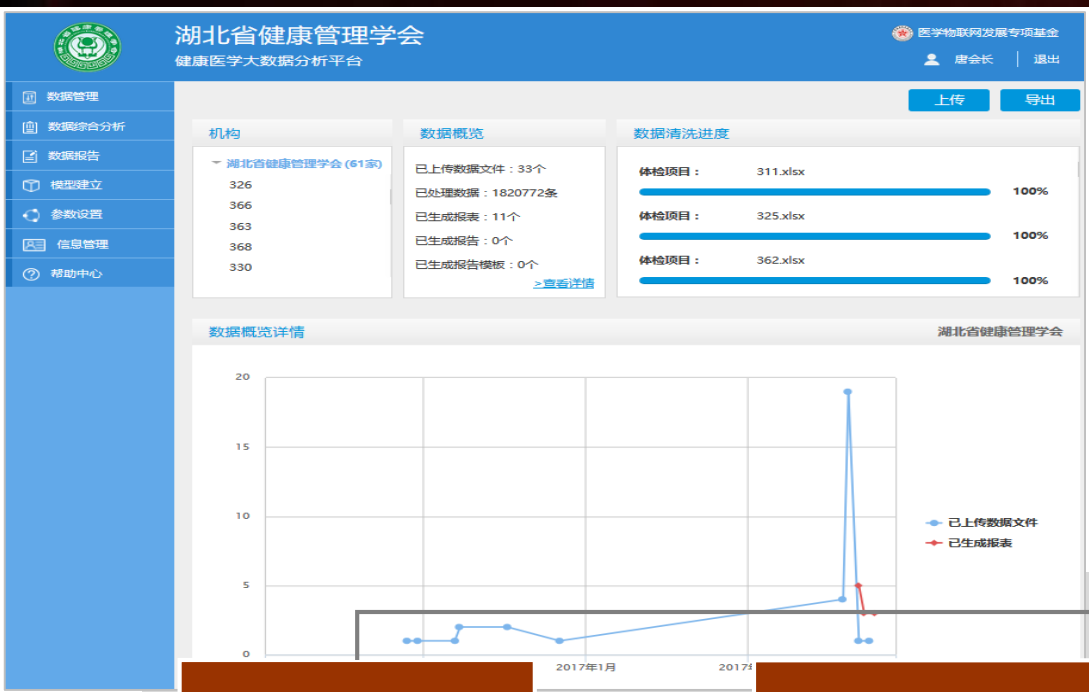 湖北省健康管理学会
健康医学大数据分析平台
医学物联网发展专项基金
唐会长
退出
数据管理
数据综合分析
数据报告
模型建立
参数设置
信息管理
帮助中心
上传
导出
机构
湖北省健康管理学会 (61家)
326
366
363
368
330
数据概览
已上传数据文件：33个
已处理数据：1820772条
已生成报表：11个
已生成报告：0个
已生成报告模板：0个
>查看详情
数据清洗进度
体检项目： 311.xlsx
100%
体检项目： 325.xlsx
100%
体检项目： 362.xlsx
100%
数据概览详情
湖北省健康管理学会
20
15
10
5
0
已上传数据文件
已生成报表
2017年1月
2017